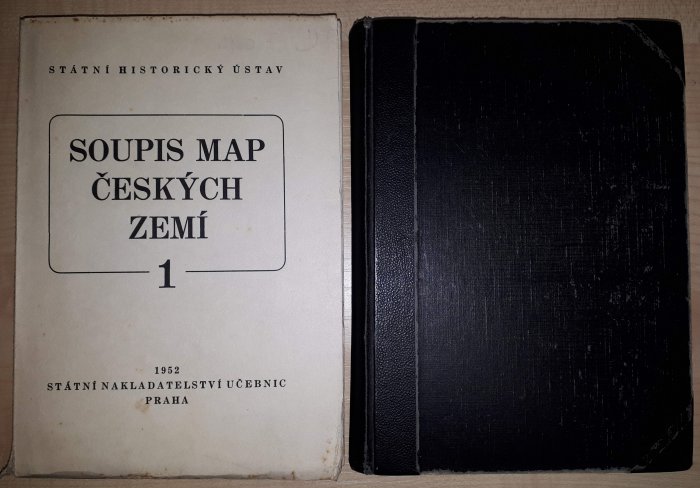 STÁTNÍ HISTORICKÝ ÚSTAV
SOUPIS MAP
ČESKÝCH
ZEMÍ
1
1952
STÁTNÍ NAKLADATELSTVÍ UČEBNIC
PRAHA